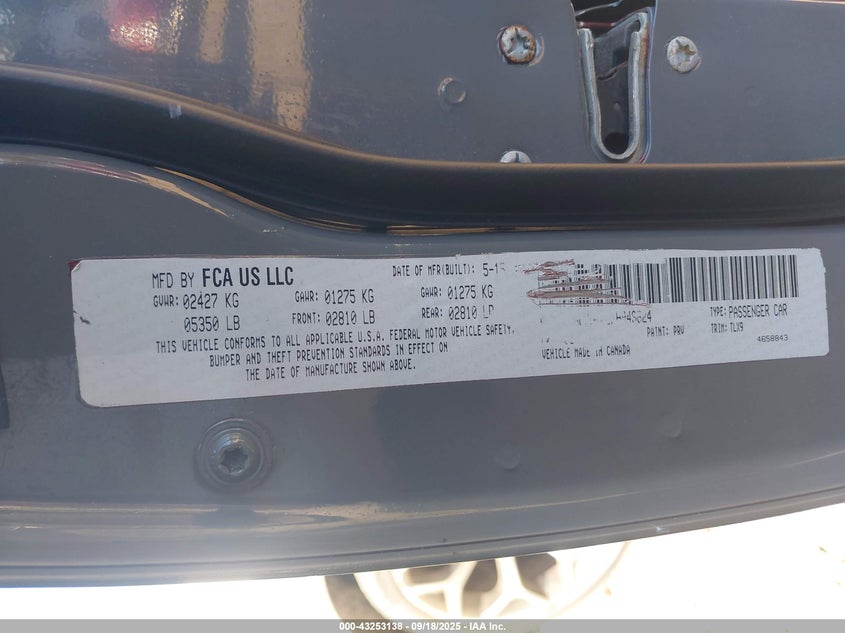 MFD BY FCA US LLC
GVWR: 02427 KG
05350 LB
GAWR: 01275 KG
FRONT: 02810 LB
DATE OF MFR(BUILT): 5-1
GAWR: 01275 KG
REAR: 02810 LB
THIS VEHICLE CONFORMS TO ALL APPLICABLE U.S.A. FEDERAL MOTOR VEHICLE SAFETY,
BUMPER AND THEFT PREVENTION STANDARDS IN EFFECT ON
THE DATE OF MANUFACTURE SHOWN ABOVE.
TYPE: PASSENGER CAR
PAINT: PRV
TRIM: TLX9
VEHICLE MADE IN CANADA
4658843
000-43253138 - 09/18/2025 - IAA Inc.